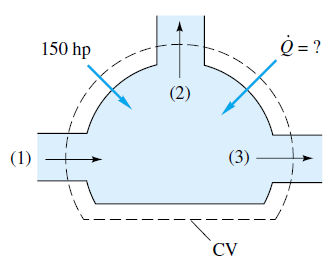 150 hp
Q̇ = ?
(2)
(1)
(3)
CV